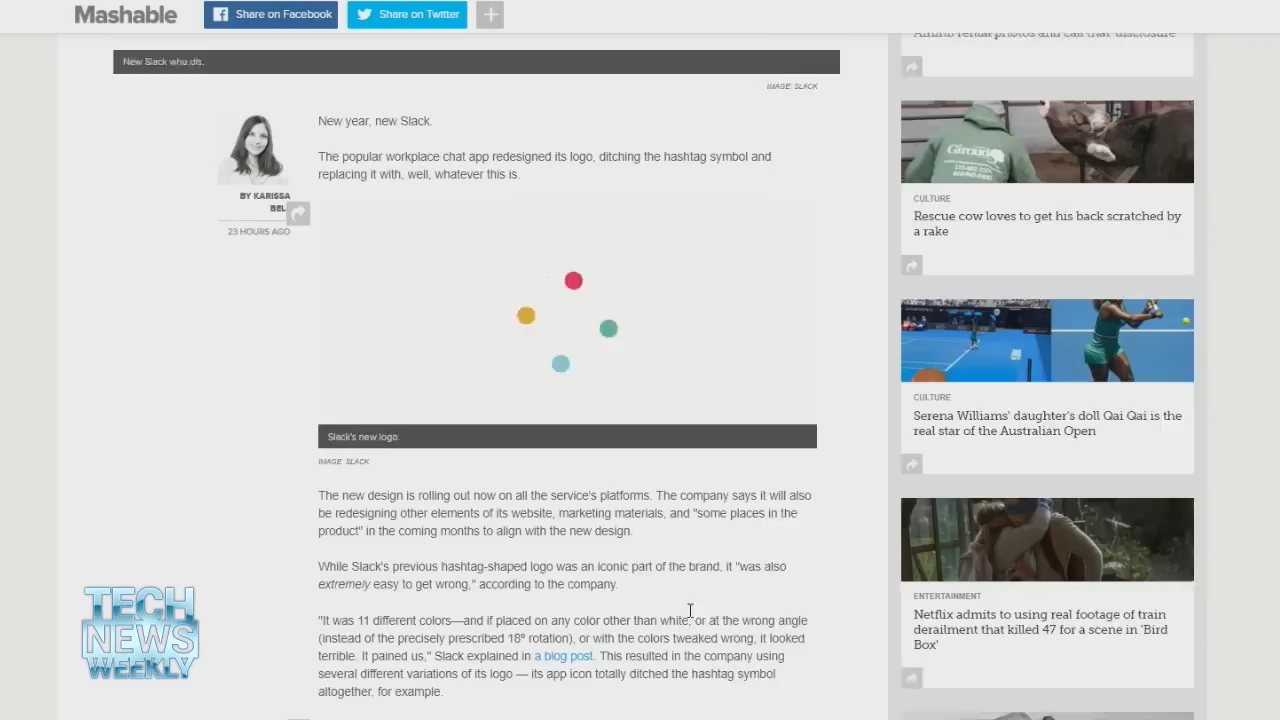 Mashable
Share on Facebook
Share on Twitter
New Slack who dis.
IMAGE: SLACK
BY KARISSA
BELL
23 HOURS AGO
New year, new Slack.
The popular workplace chat app redesigned its logo, ditching the hashtag symbol and
replacing it with, well, whatever this is.
Slack's new logo.
IMAGE: SLACK
The new design is rolling out now on all the service's platforms. The company says it will also
be redesigning other elements of its website, marketing materials, and "some places in the
product" in the coming months to align with the new design.
While Slack's previous hashtag-shaped logo was an iconic part of the brand, it "was also
extremely easy to get wrong," according to the company.
"It was 11 different colors—and if placed on any color other than white, or at the wrong angle
(instead of the precisely prescribed 18º rotation), or with the colors tweaked wrong, it looked
terrible. It pained us," Slack explained in a blog post. This resulted in the company using
several different variations of its logo — its app icon totally ditched the hashtag symbol
altogether, for example.
Airbnb rental photos and call that 'disclosure'
Giroud
CULTURE
Rescue cow loves to get his back scratched by
a rake
CULTURE
Serena Williams' daughter's doll Qai Qai is the
real star of the Australian Open
ENTERTAINMENT
Netflix admits to using real footage of train
derailment that killed 47 for a scene in 'Bird
Box'
TECH
NEWS
WEEKLY